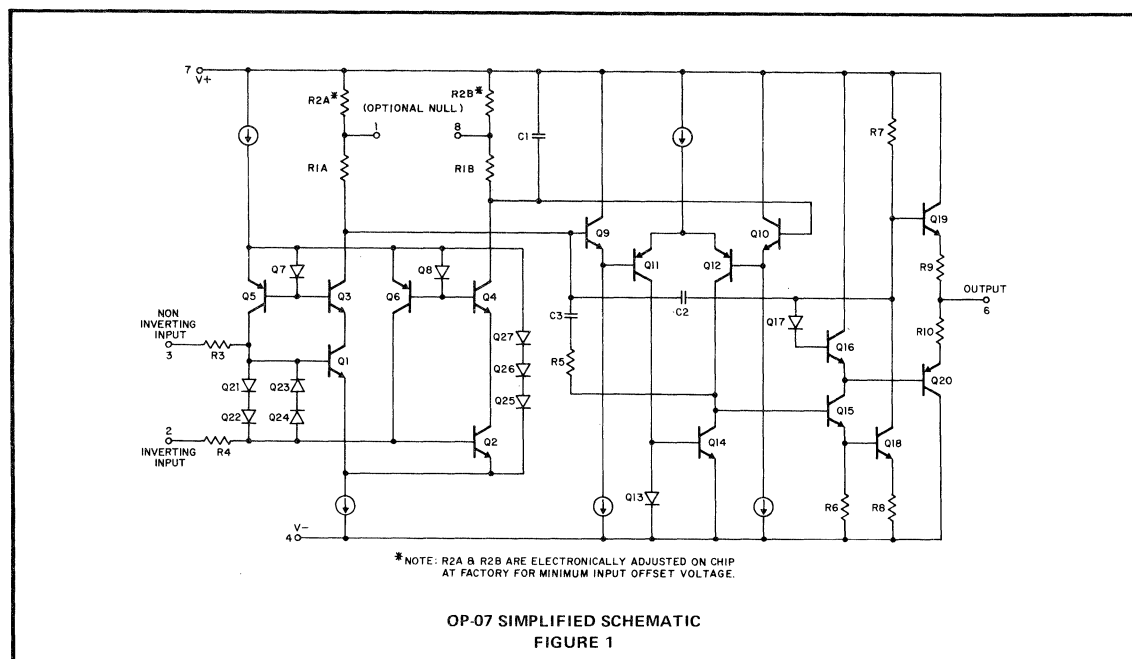 7
V+
R2A*
(OPTIONAL NULL)
R2B*
1
8
C1
R7
R1A
R1B
Q9
Q10
Q19
Q11
Q12
R9
Q7
Q8
Q5
Q3
Q6
Q4
OUTPUT
6
NON
INVERTING
INPUT
3
R3
C3
C2
Q17
Q16
R10
Q27
Q1
R5
Q26
Q20
Q21
Q23
Q25
Q15
Q22
Q24
2
INVERTING
INPUT
R4
Q2
Q14
Q18
Q13
R6
R8
V-
4
*NOTE: R2A & R2B ARE ELECTRONICALLY ADJUSTED ON CHIP
AT FACTORY FOR MINIMUM INPUT OFFSET VOLTAGE.
OP-07 SIMPLIFIED SCHEMATIC
FIGURE 1